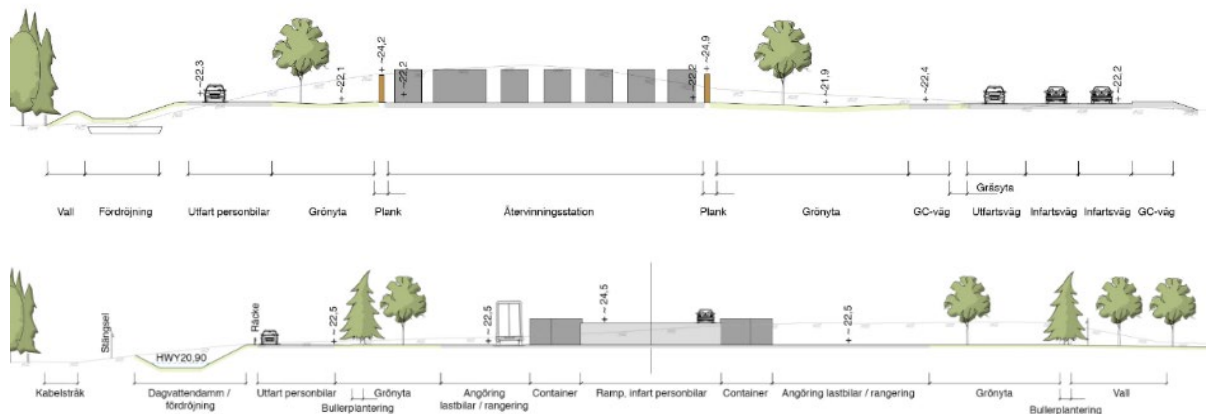 ~22,3
~22,1
~24,2
~22,2
~22,2
~24,9
~21,9
~22,4
~22,2
Gräsyta
Vall Fördröjning Utfart personbilar Grönyta Plank Återvinningsstation Plank Grönyta GC-väg Utfartsväg Infartsväg Infartsväg GC-väg
Stängsel
Räcke
~ 22,5
~ 22,5
~ 24,5
~ 22,5
HWY20,90
Kabelstråk Dagvattendamm / Utfart personbilar Grönyta Angöring Container Ramp, infart personbilar Container Angöring lastbilar / rangering Grönyta Vall
fördröjning Bullerplantering lastbilar / rangering Bullerplantering